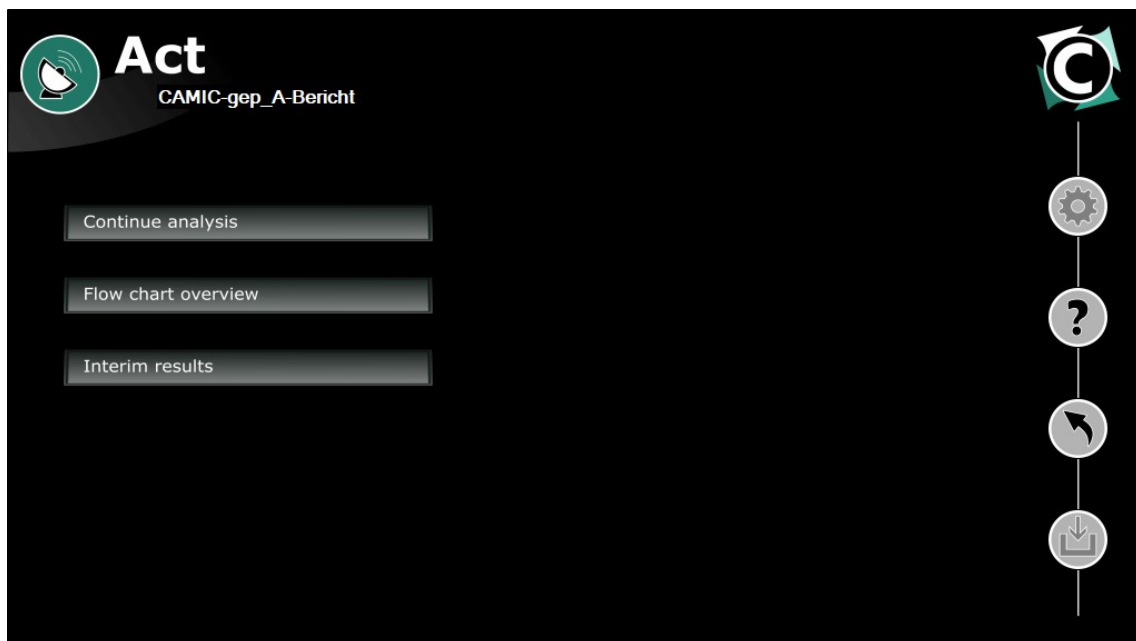 Act
CAMIC-gep_A-Bericht
C
Continue analysis
Flow chart overview
?
Interim results